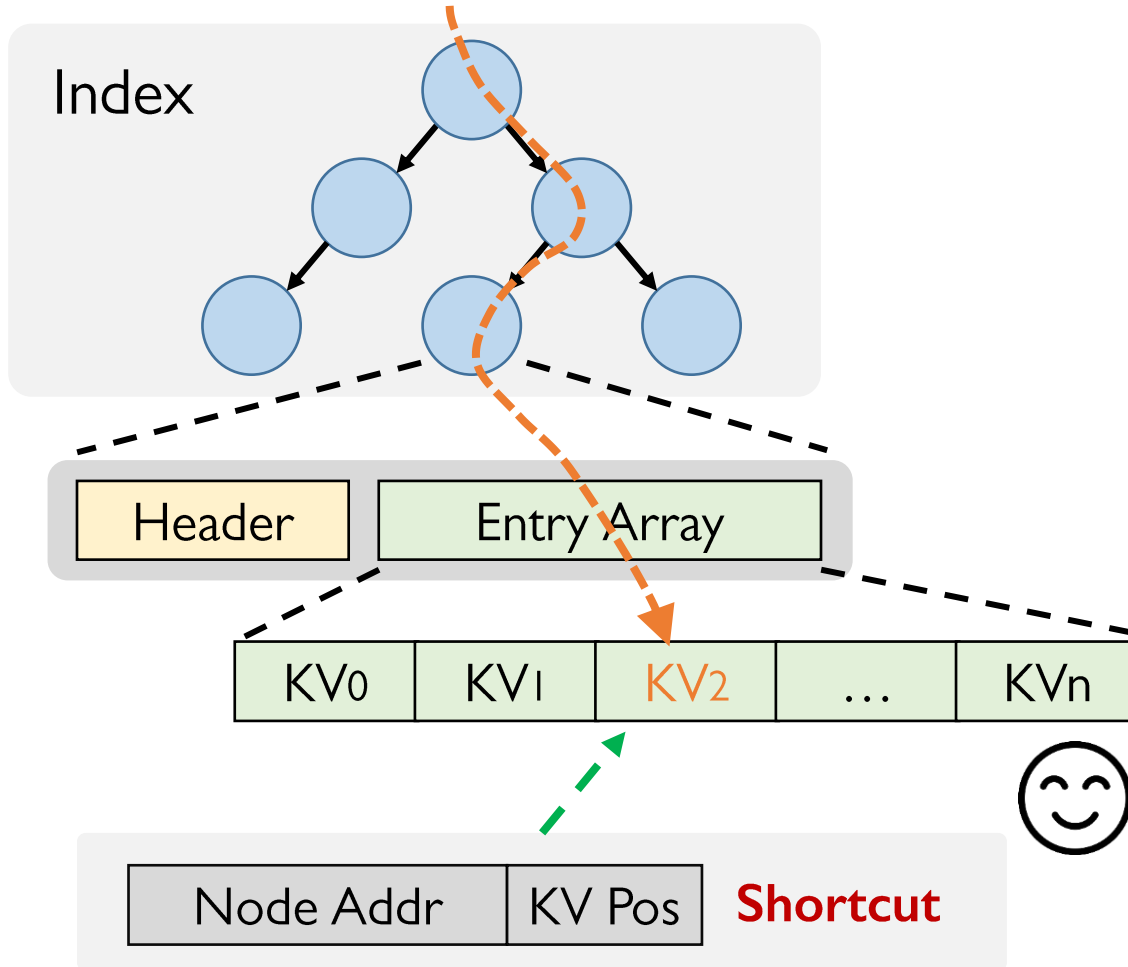 Index
Header
Entry Array
KV0 KV1 KV2 ... KVn
Node Addr KV Pos Shortcut